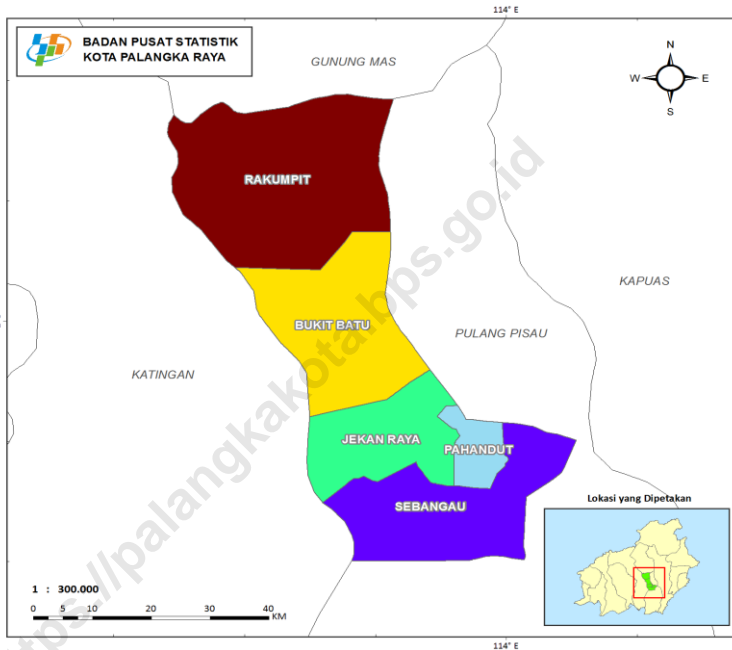 114° E
BADAN PUSAT STATISTIK
KOTA PALANGKA RAYA
GUNUNG MAS
N
W E
S
RAKUMPIT
KAPUAS
BUKIT BATU
PULANG PISAU
KATINGAN
JEKAN RAYA
PAHANDUT
SEBANGAU
Lokasi yang Dipetakan
1 : 300.000
0 5 10 20 30 40
KM
114° E
https://palangkakota.bps.go.id